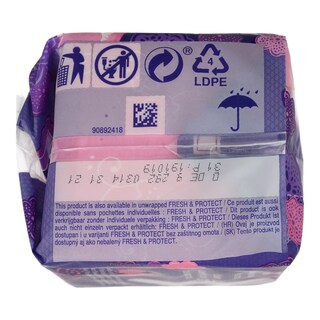 4
LDPE
90892418
D DE 9 292 0314 31 21
31 P.191019
This product is also available in unwrapped FRESH & PROTECT / Ce produit est aussi
disponible sans pochettes individuelles : FRESH & PROTECT / Dit product is ook
verkrijgbaar zonder individuele verpakking: FRESH & PROTECT / Dieses Produkt ist
auch nicht einzeln verpackt erhältlich: FRESH & PROTECT / (HR) Ovaj je proizvod
dostupan i u varijanti FRESH & PROTECT bez zaštitnog omota / (SK) Tento produkt je
dostupný aj ako nebalený FRESH & PROTECT.